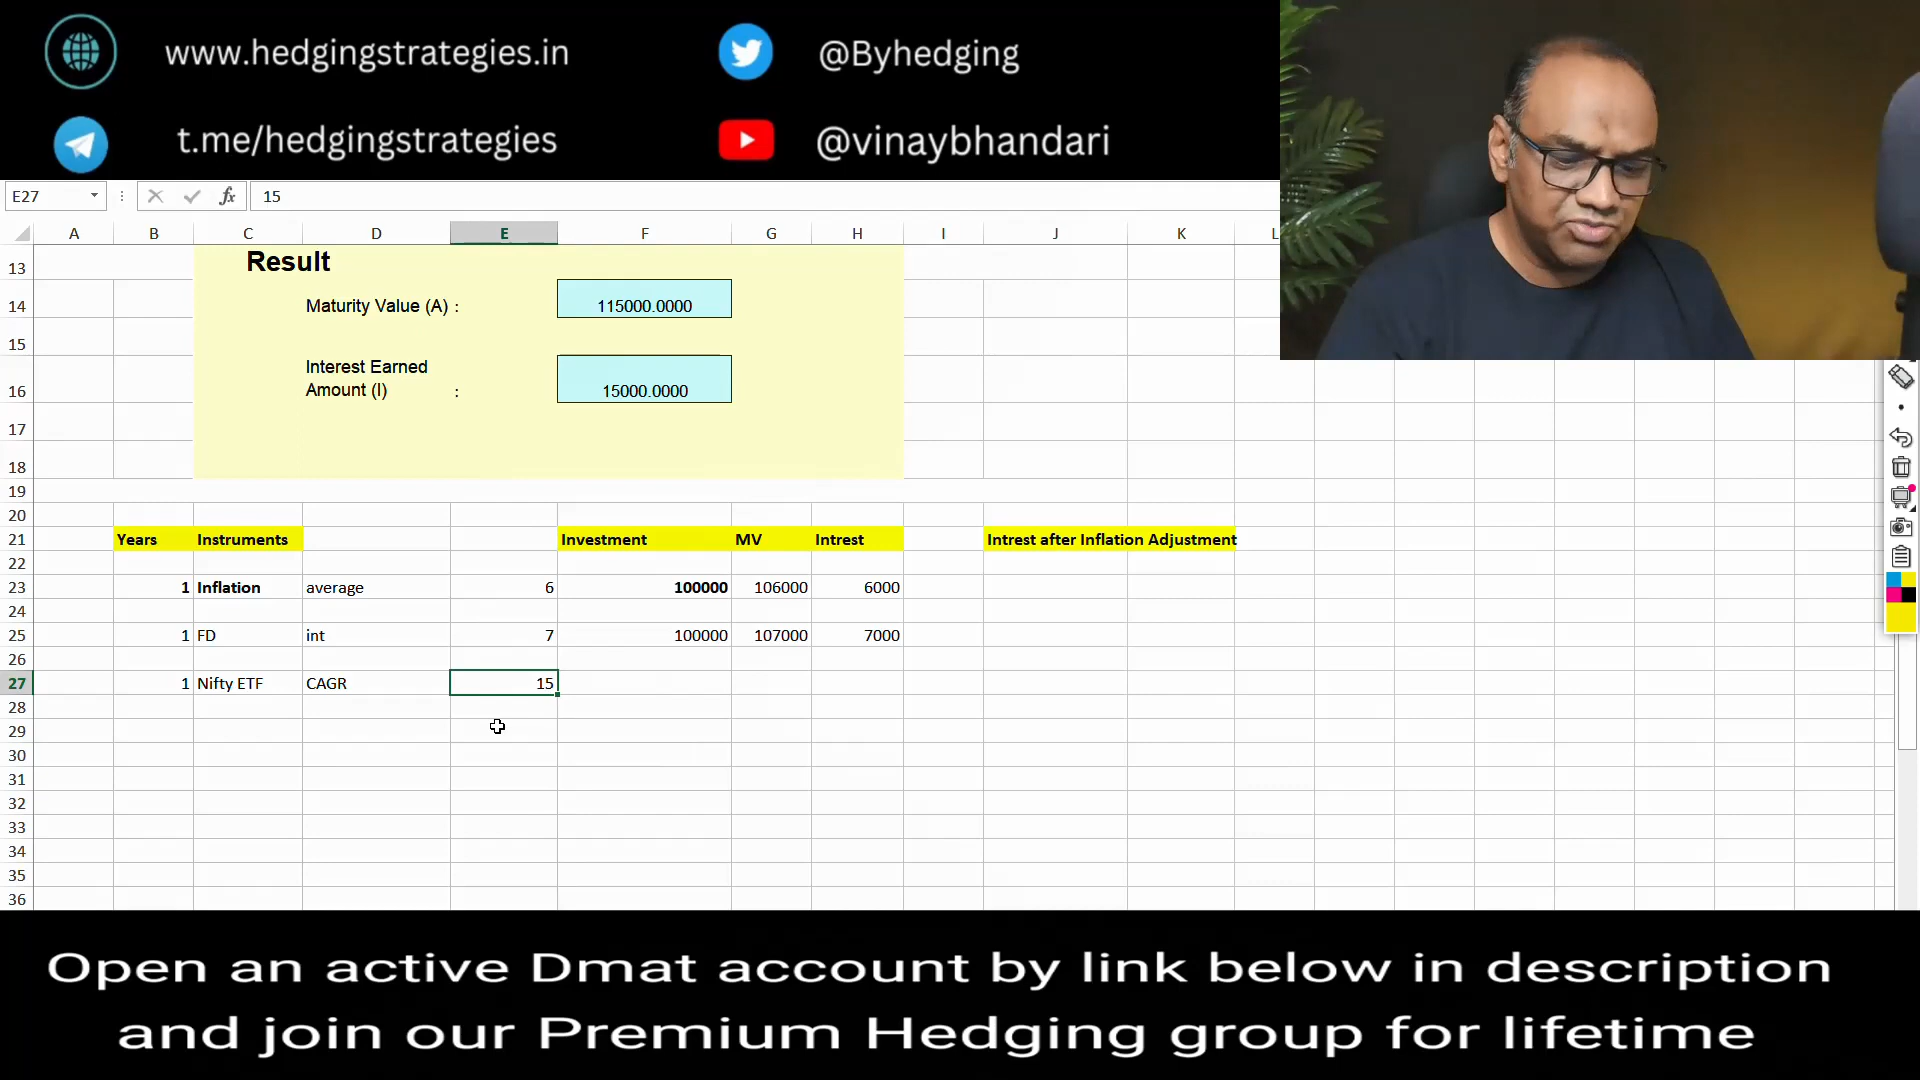 www.hedgingstrategies.in @Byhedging
t.me/hedgingstrategies @vinaybhandari
E27 fx 15
A B C D E F G H I J K L
13 Result
14 Maturity Value (A) : 115000.0000
15
Interest Earned
16 Amount (I) : 15000.0000
17
18
19
20
21 Years Instruments Investment MV Intrest Intrest after Inflation Adjustment
22
23 1 Inflation average 6 100000 106000 6000
24
25 1 FD int 7 100000 107000 7000
26
27 1 Nifty ETF CAGR 15
28
29
30
31
32
33
34
35
36
Open an active Dmat account by link below in description
and join our Premium Hedging group for lifetime